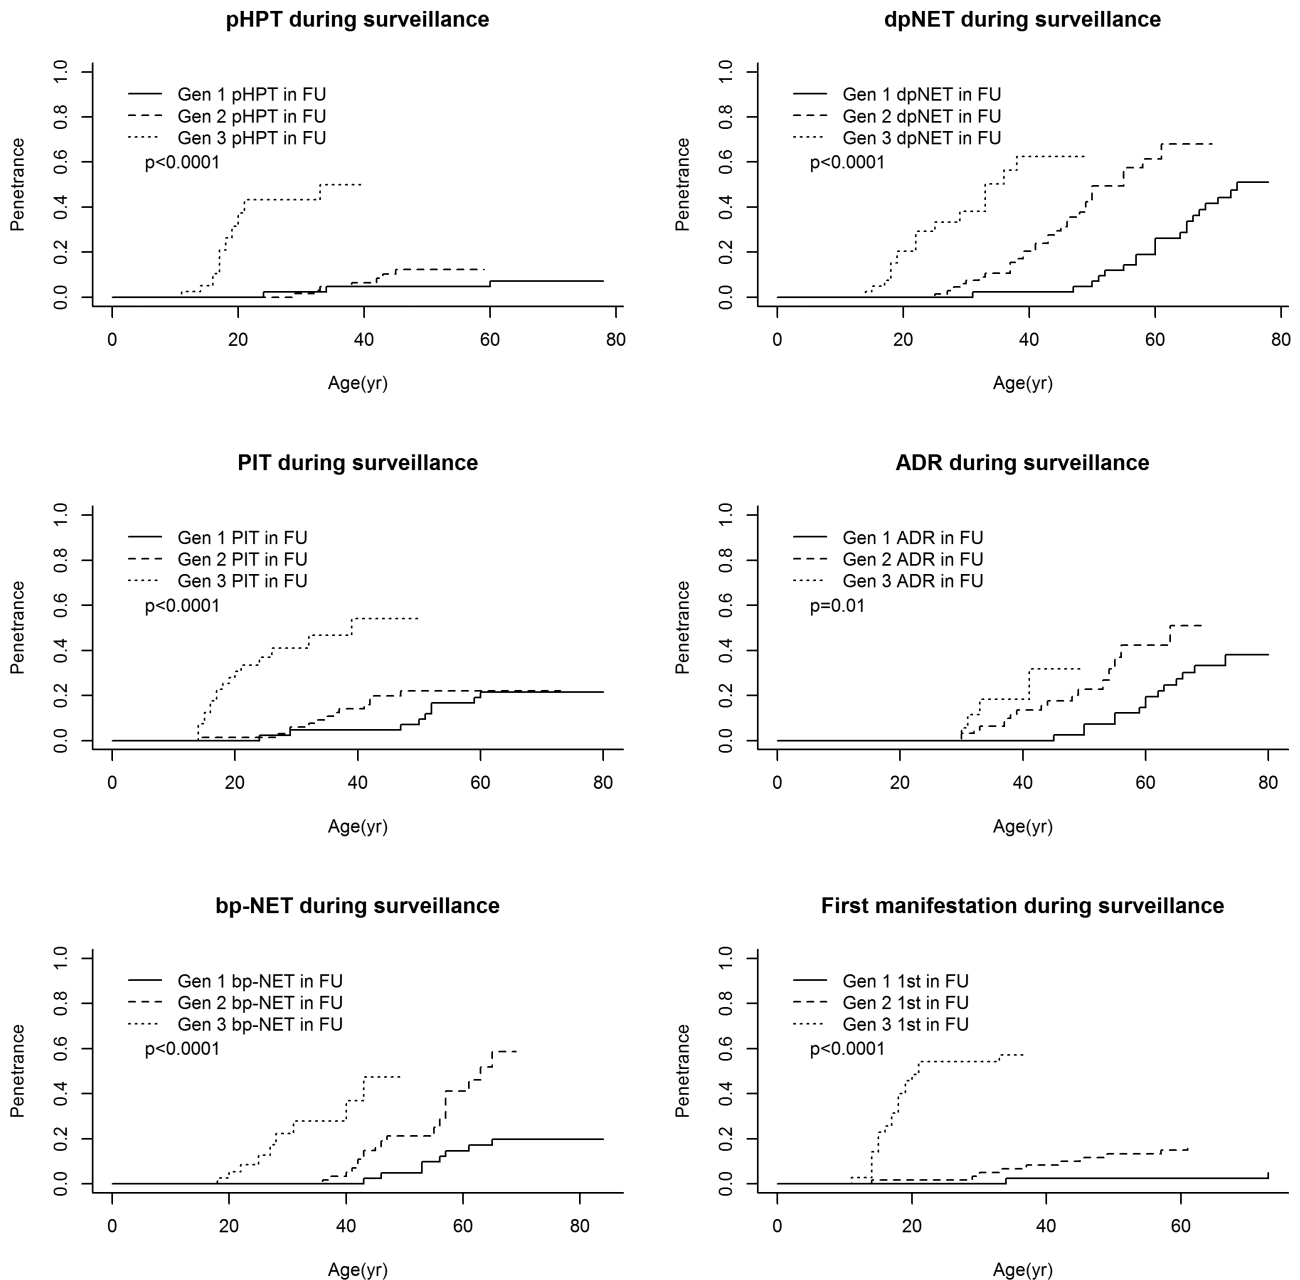 pHPT during surveillance
Gen 1 pHPT in FU
Gen 2 pHPT in FU
Gen 3 pHPT in FU
p<0.0001
Penetrance
0.0 0.2 0.4 0.6 0.8 1.0
0 20 40 60 80
Age(yr)
dpNET during surveillance
Gen 1 dpNET in FU
Gen 2 dpNET in FU
Gen 3 dpNET in FU
p<0.0001
Penetrance
0.0 0.2 0.4 0.6 0.8 1.0
0 20 40 60 80
Age(yr)
PIT during surveillance
Gen 1 PIT in FU
Gen 2 PIT in FU
Gen 3 PIT in FU
p<0.0001
Penetrance
0.0 0.2 0.4 0.6 0.8 1.0
0 20 40 60 80
Age(yr)
ADR during surveillance
Gen 1 ADR in FU
Gen 2 ADR in FU
Gen 3 ADR in FU
p=0.01
Penetrance
0.0 0.2 0.4 0.6 0.8 1.0
0 20 40 60 80
Age(yr)
bp-NET during surveillance
Gen 1 bp-NET in FU
Gen 2 bp-NET in FU
Gen 3 bp-NET in FU
p<0.0001
Penetrance
0.0 0.2 0.4 0.6 0.8 1.0
0 20 40 60 80
Age(yr)
First manifestation during surveillance
Gen 1 1st in FU
Gen 2 1st in FU
Gen 3 1st in FU
p<0.0001
Penetrance
0.0 0.2 0.4 0.6 0.8 1.0
0 20 40 60
Age(yr)